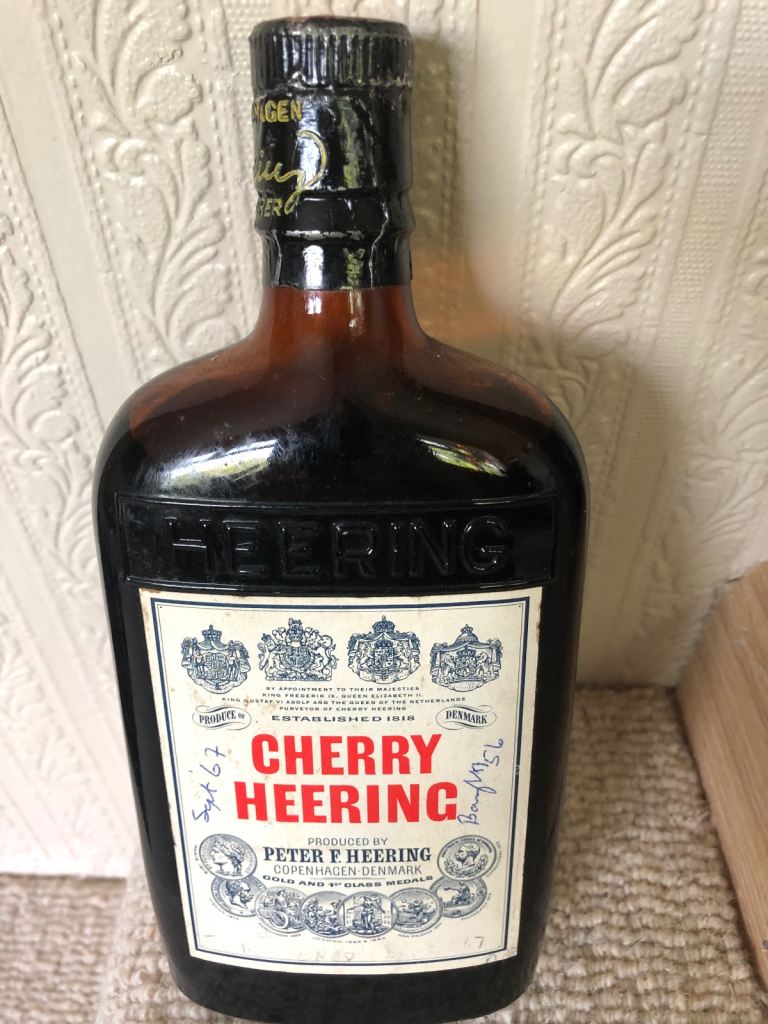 AGEN
HEERING
BY APPOINTMENT TO THEIR MAJESTIES
KING FREDERIK IX. QUEEN ELIZABETH II.
KING GUSTAF VI ADOLF AND THE QUEEN OF THE NETHERLANDS
PURVEYOR OF CHERRY HEERING
PRODUCE OF
ESTABLISHED 1818
DENMARK
CHERRY
HEERING
Sept 67
PRODUCED BY
PETER F. HEERING
COPENHAGEN·DENMARK
GOLD AND 1ST CLASS MEDALS